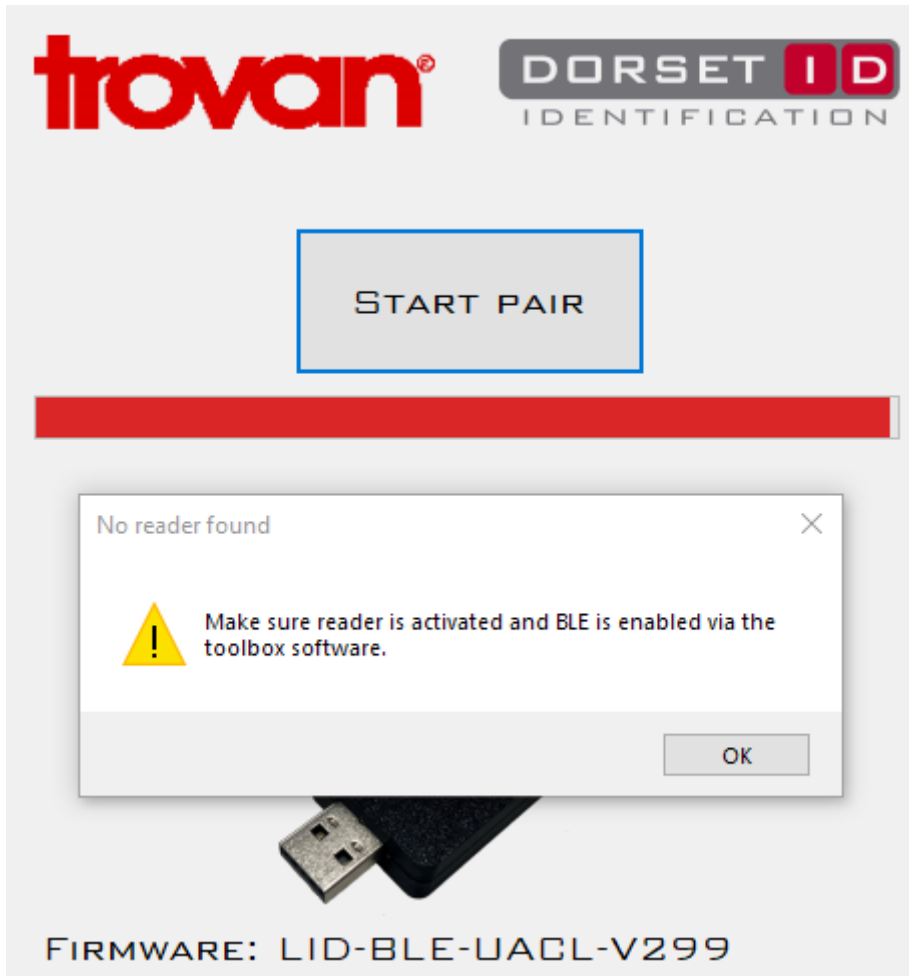 trovan®
DORSET ID
IDENTIFICATION
START PAIR
No reader found
Make sure reader is activated and BLE is enabled via the
toolbox software.
OK
FIRMWARE: LID-BLE-UACL-V299